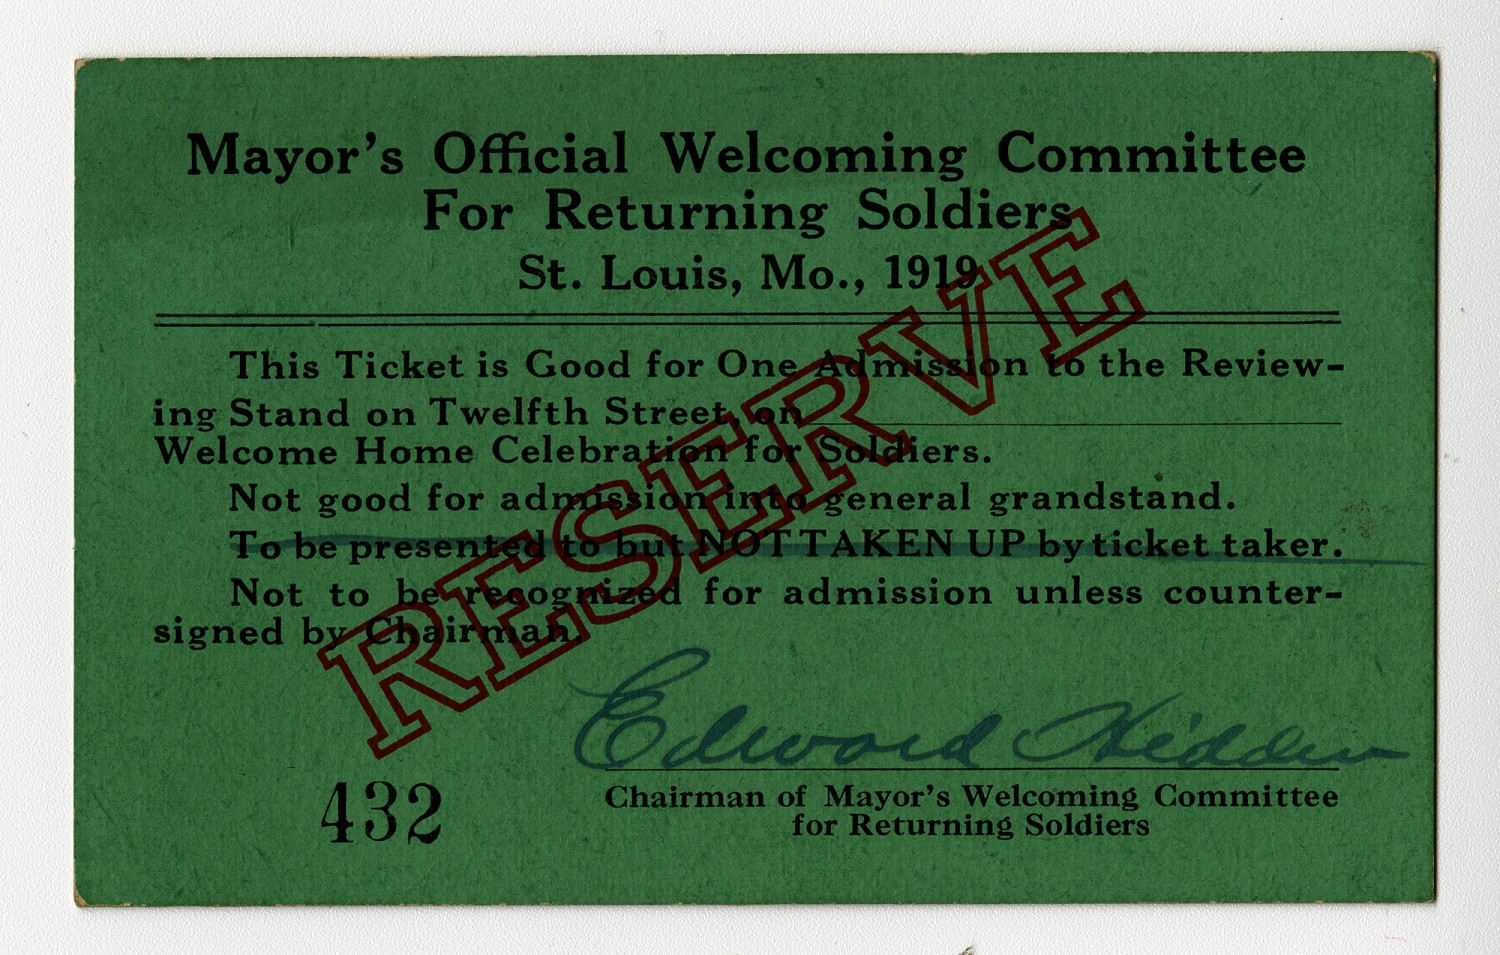 Mayor's Official Welcoming Committee
For Returning Soldiers
St. Louis, Mo., 1919
This Ticket is Good for One Admission to the Review-
ing Stand on Twelfth Street, on
Welcome Home Celebration for Soldiers.
Not good for admission into general grandstand.
To be presented to but NOT TAKEN UP by ticket taker.
Not to be recognized for admission unless counter-
signed by Chairman.
RESERVE
Edward Hidden
432
Chairman of Mayor's Welcoming Committee
for Returning Soldiers